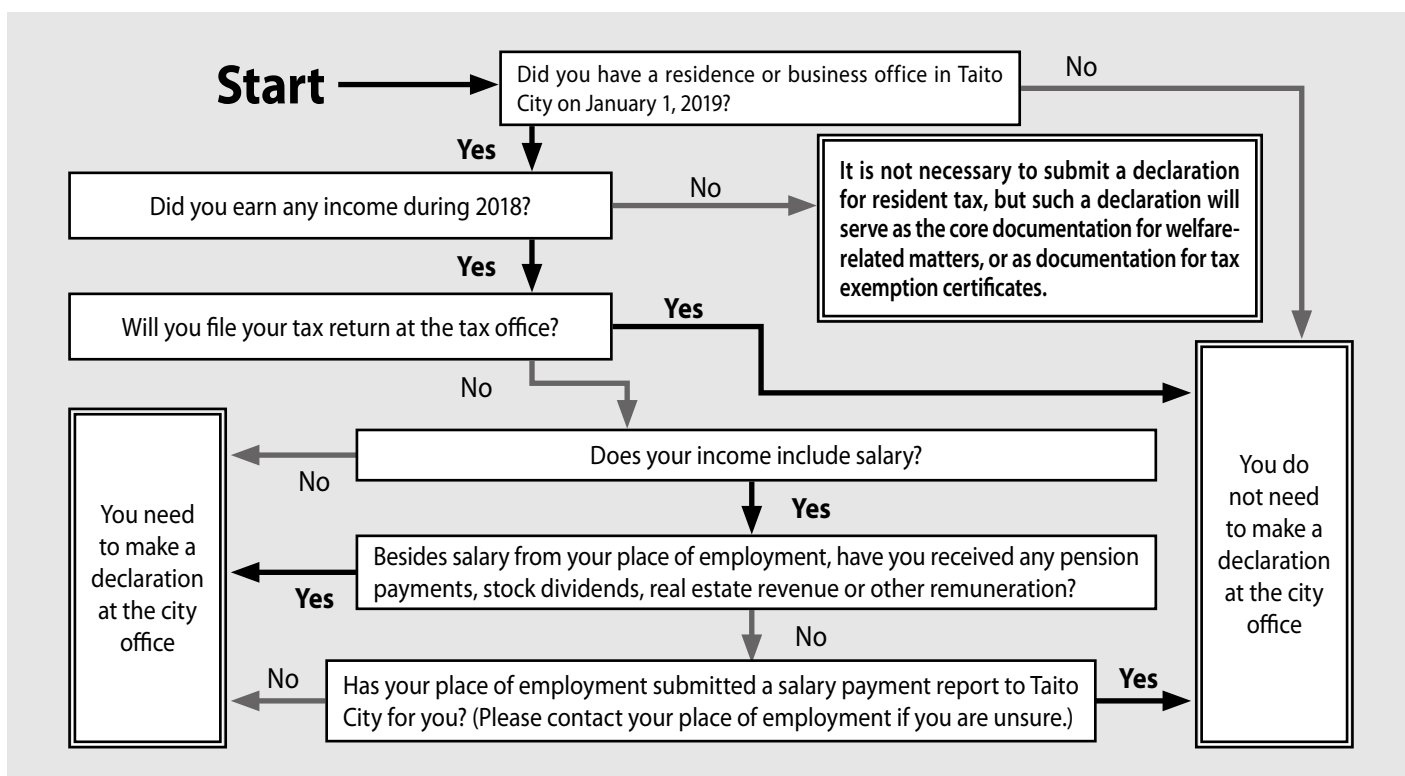 Start
Did you have a residence or business office in Taito
City on January 1, 2019?
No
Yes
Did you earn any income during 2018?
No
It is not necessary to submit a declaration
for resident tax, but such a declaration will
serve as the core documentation for welfare-
related matters, or as documentation for tax
exemption certificates.
Yes
Will you file your tax return at the tax office?
Yes
No
Does your income include salary?
No
Yes
You need
to make a
declaration
at the city
office
Besides salary from your place of employment, have you received any pension
payments, stock dividends, real estate revenue or other remuneration?
Yes
No
You do
not need
to make a
declaration
at the city
office
No
Has your place of employment submitted a salary payment report to Taito
City for you? (Please contact your place of employment if you are unsure.)
Yes